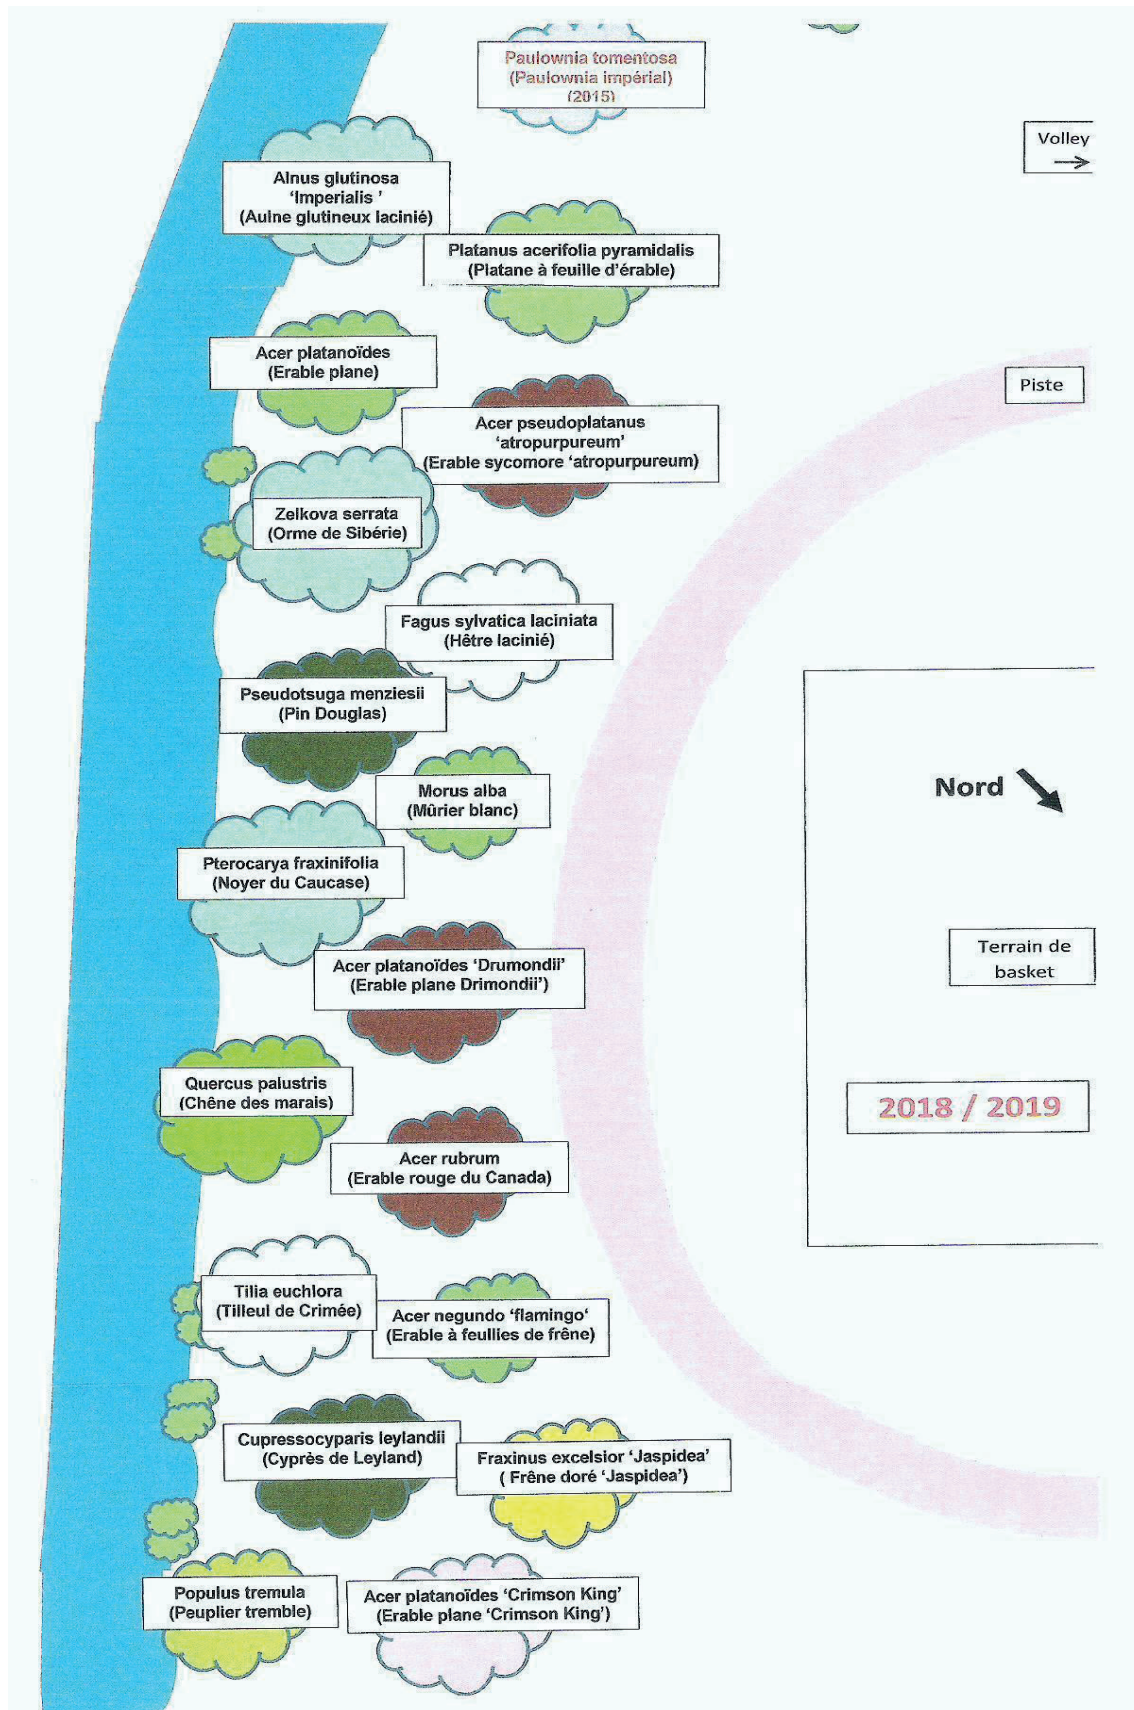 Paulownia tomentosa
(Paulownia impérial)
(2015)
Volley
Alnus glutinosa
‘Imperialis ’
(Aulne glutineux lacinié)
Platanus acerifolia pyramidalis
(Platane à feuille d’érable)
Acer platanoïdes
(Erable plane)
Piste
Acer pseudoplatanus
‘atropurpureum’
(Erable sycomore ‘atropurpureum)
Zelkova serrata
(Orme de Sibérie)
Fagus sylvatica laciniata
(Hêtre lacinié)
Pseudotsuga menziesii
(Pin Douglas)
Morus alba
(Mûrier blanc)
Nord
Pterocarya fraxinifolia
(Noyer du Caucase)
Acer platanoïdes ‘Drumondii’
(Erable plane Drimondii’)
Terrain de
basket
Quercus palustris
(Chêne des marais)
2018 / 2019
Acer rubrum
(Erable rouge du Canada)
Tilia euchlora
(Tilleul de Crimée)
Acer negundo ‘flamingo‘
(Erable à feullies de frêne)
Cupressocyparis leylandii
(Cyprès de Leyland)
Fraxinus excelsior ‘Jaspidea’
( Frêne doré ‘Jaspidea’)
Populus tremula
(Peuplier tremble)
Acer platanoïdes ‘Crimson King’
(Erable plane ‘Crimson King’)